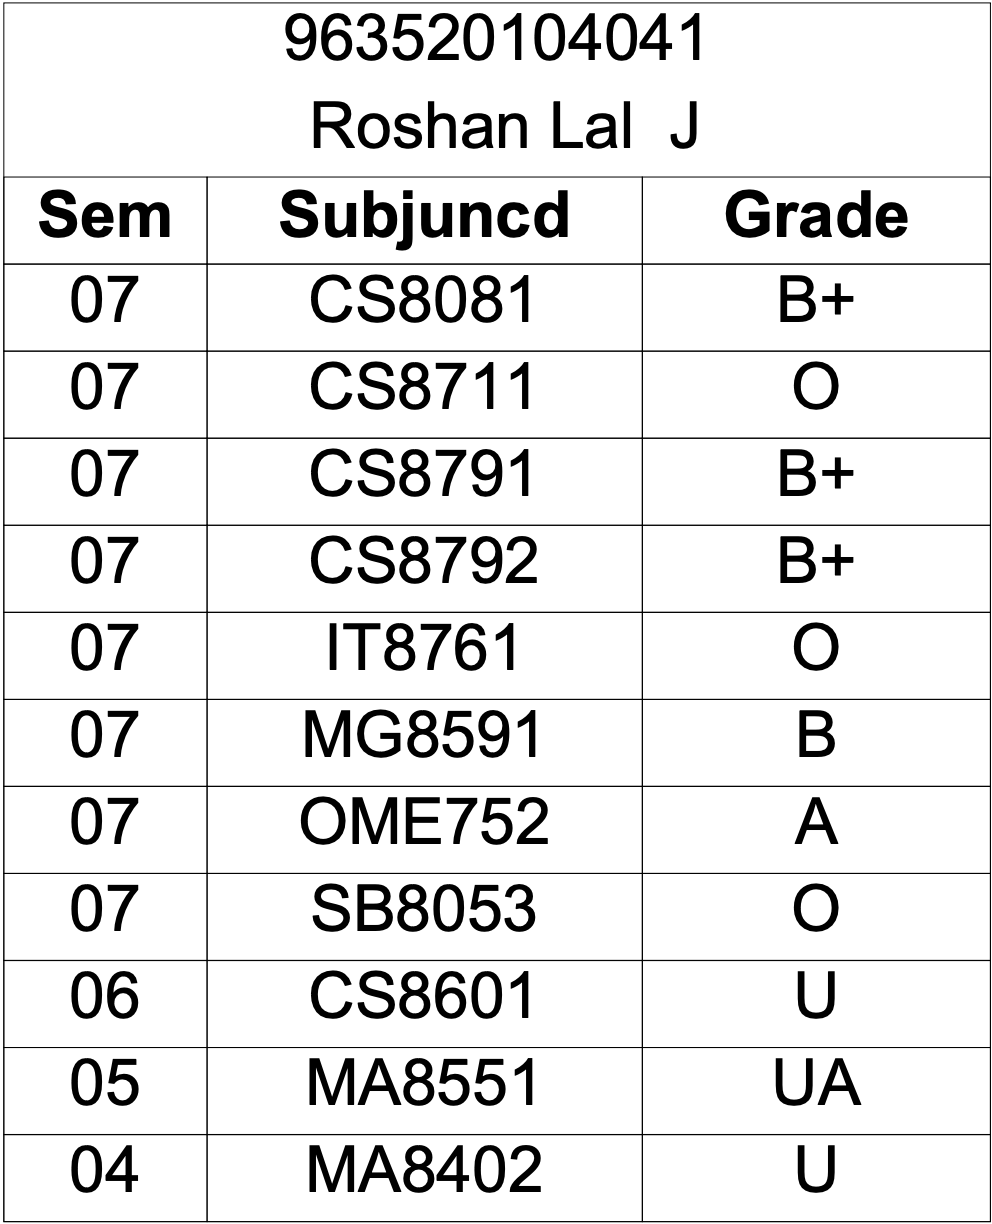 963520104041
Roshan Lal J
Sem Subjuncd Grade
07 CS8081 B+
07 CS8711 O
07 CS8791 B+
07 CS8792 B+
07 IT8761 O
07 MG8591 B
07 OME752 A
07 SB8053 O
06 CS8601 U
05 MA8551 UA
04 MA8402 U